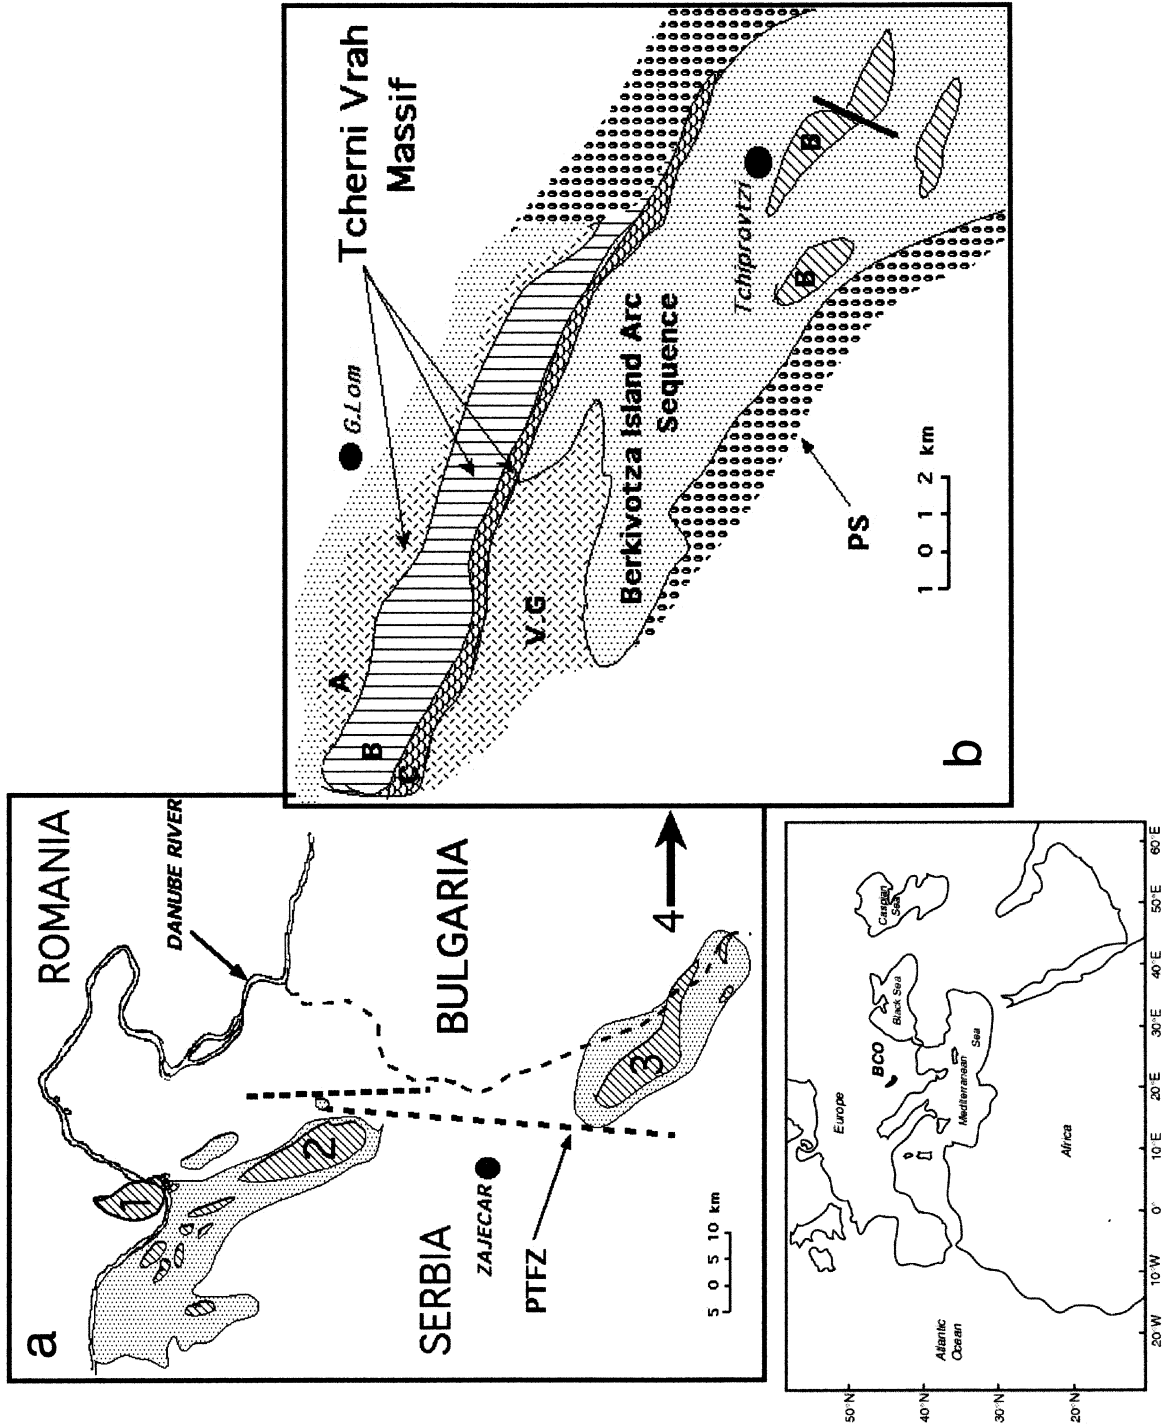 a
ROMANIA
DANUBE RIVER
1
2
3
BULGARIA
4
SERBIA
ZAJECAR
PTFZ
5 0 5 10 km
b
Tcherni Vrah
Massif
G.Lom
A
B
C
V.G
Berkivotza Island Arc
Sequence
Tchiprovtzi
B
B
PS
1 0 1 2 km
Europe
BCO
Black Sea
Caspian
Sea
Mediterranean
Sea
Africa
Atlantic
Ocean
50°N
40°N
30°N
20°N
20°W
10°W
0°
10°E
20°E
30°E
40°E
50°E
60°E